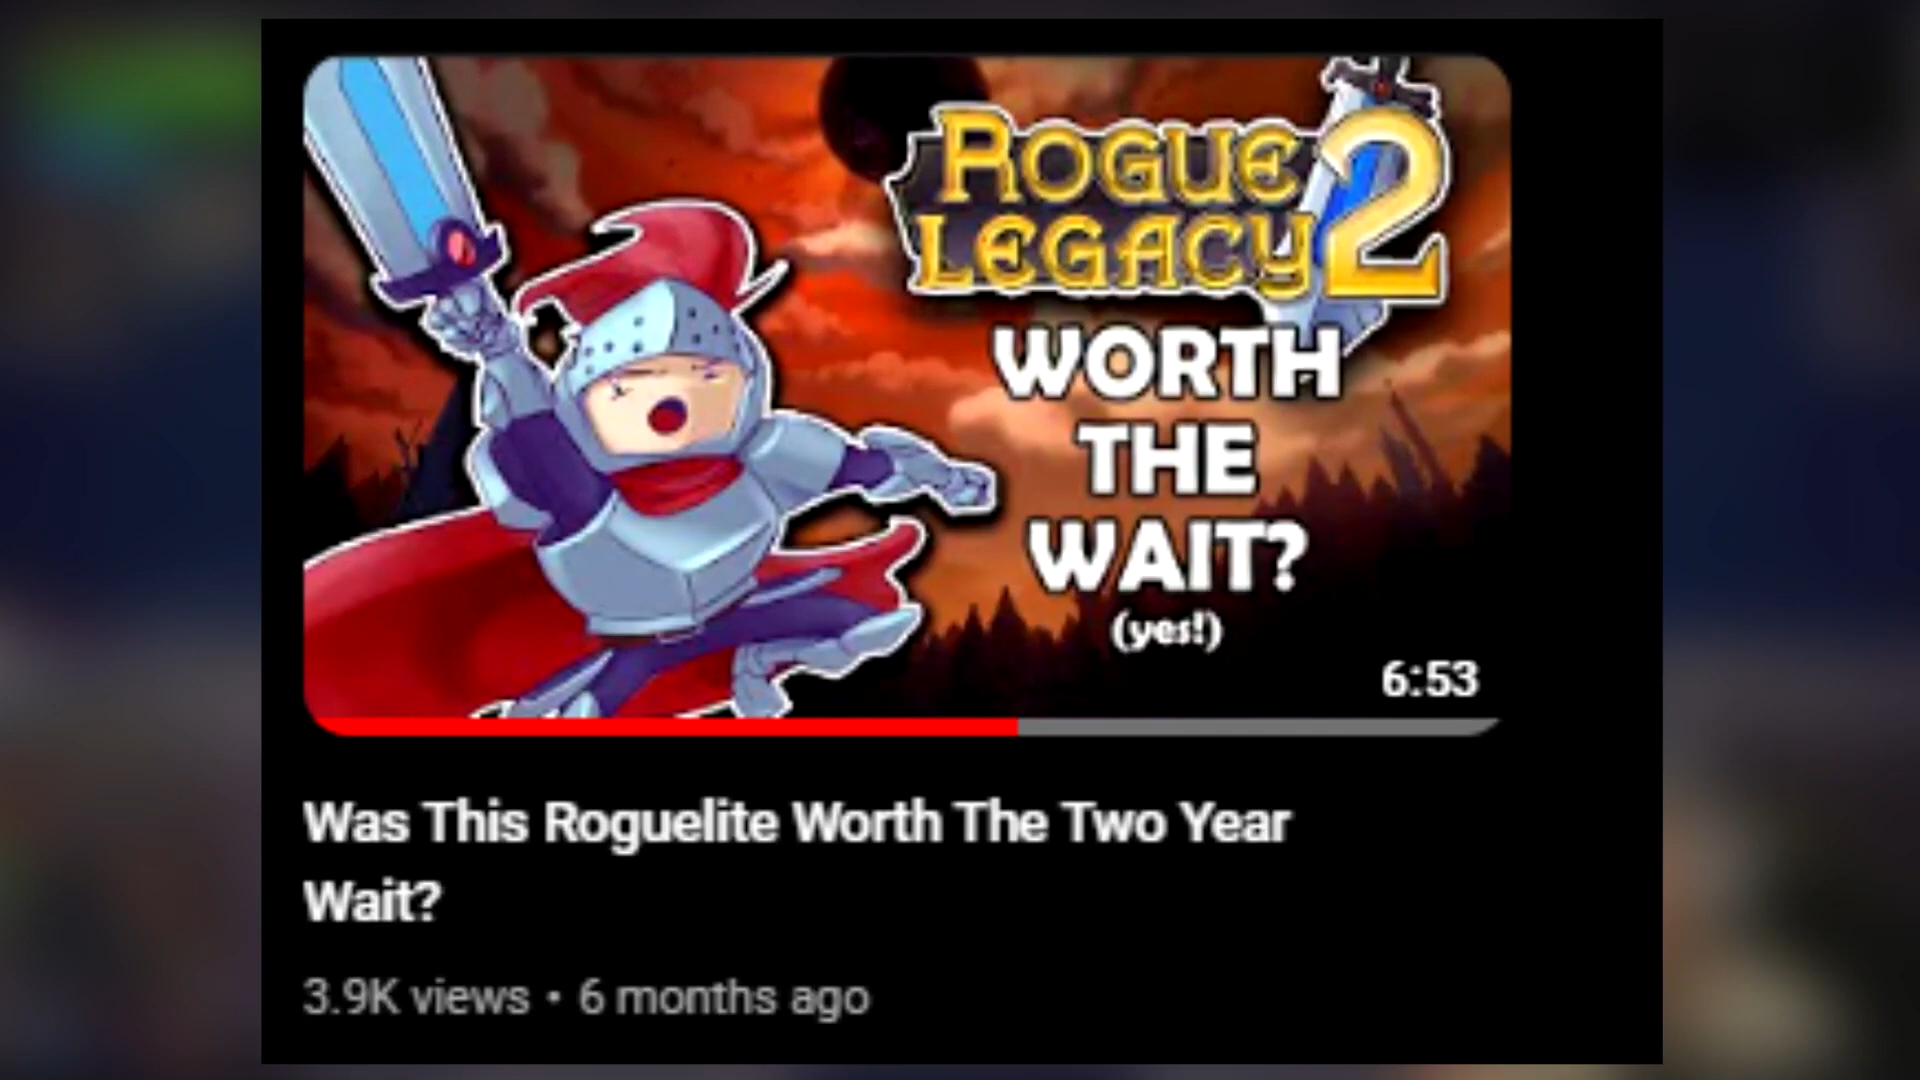 ROGUE
LEGACY 2
WORTH
THE
WAIT?
(yes!)
6:53
Was This Roguelite Worth The Two Year
Wait?
3.9K views • 6 months ago